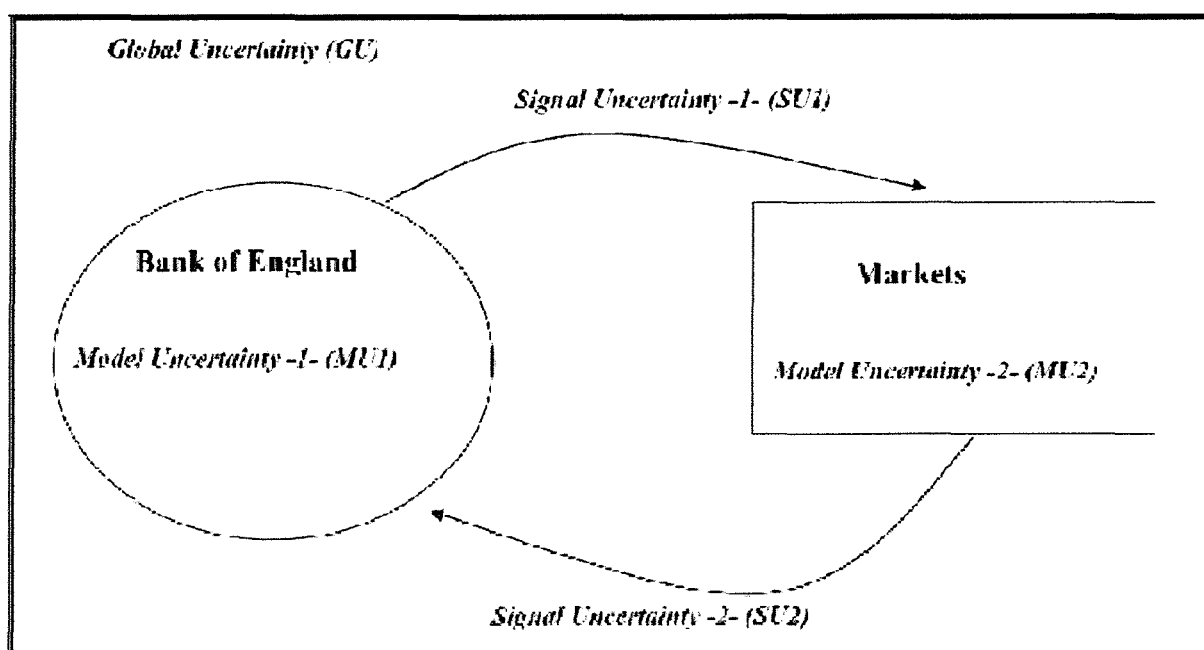 Global Uncertainty (GU)
Signal Uncertainty -1- (SU1)
Bank of England
Markets
Model Uncertainty -1- (MU1)
Model Uncertainty -2- (MU2)
Signal Uncertainty -2- (SU2)